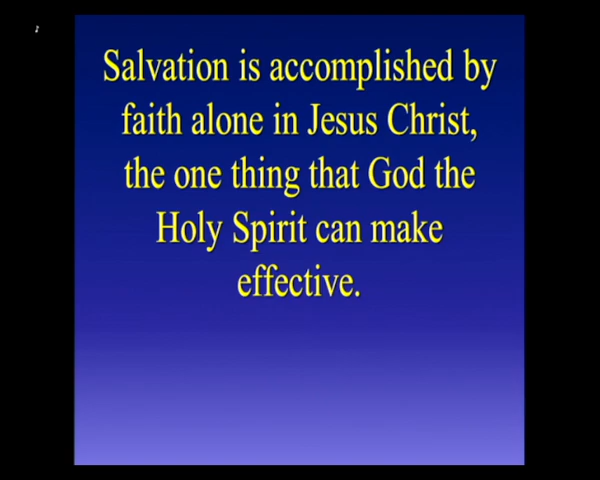 Salvation is accomplished by
faith alone in Jesus Christ,
the one thing that God the
Holy Spirit can make
effective.